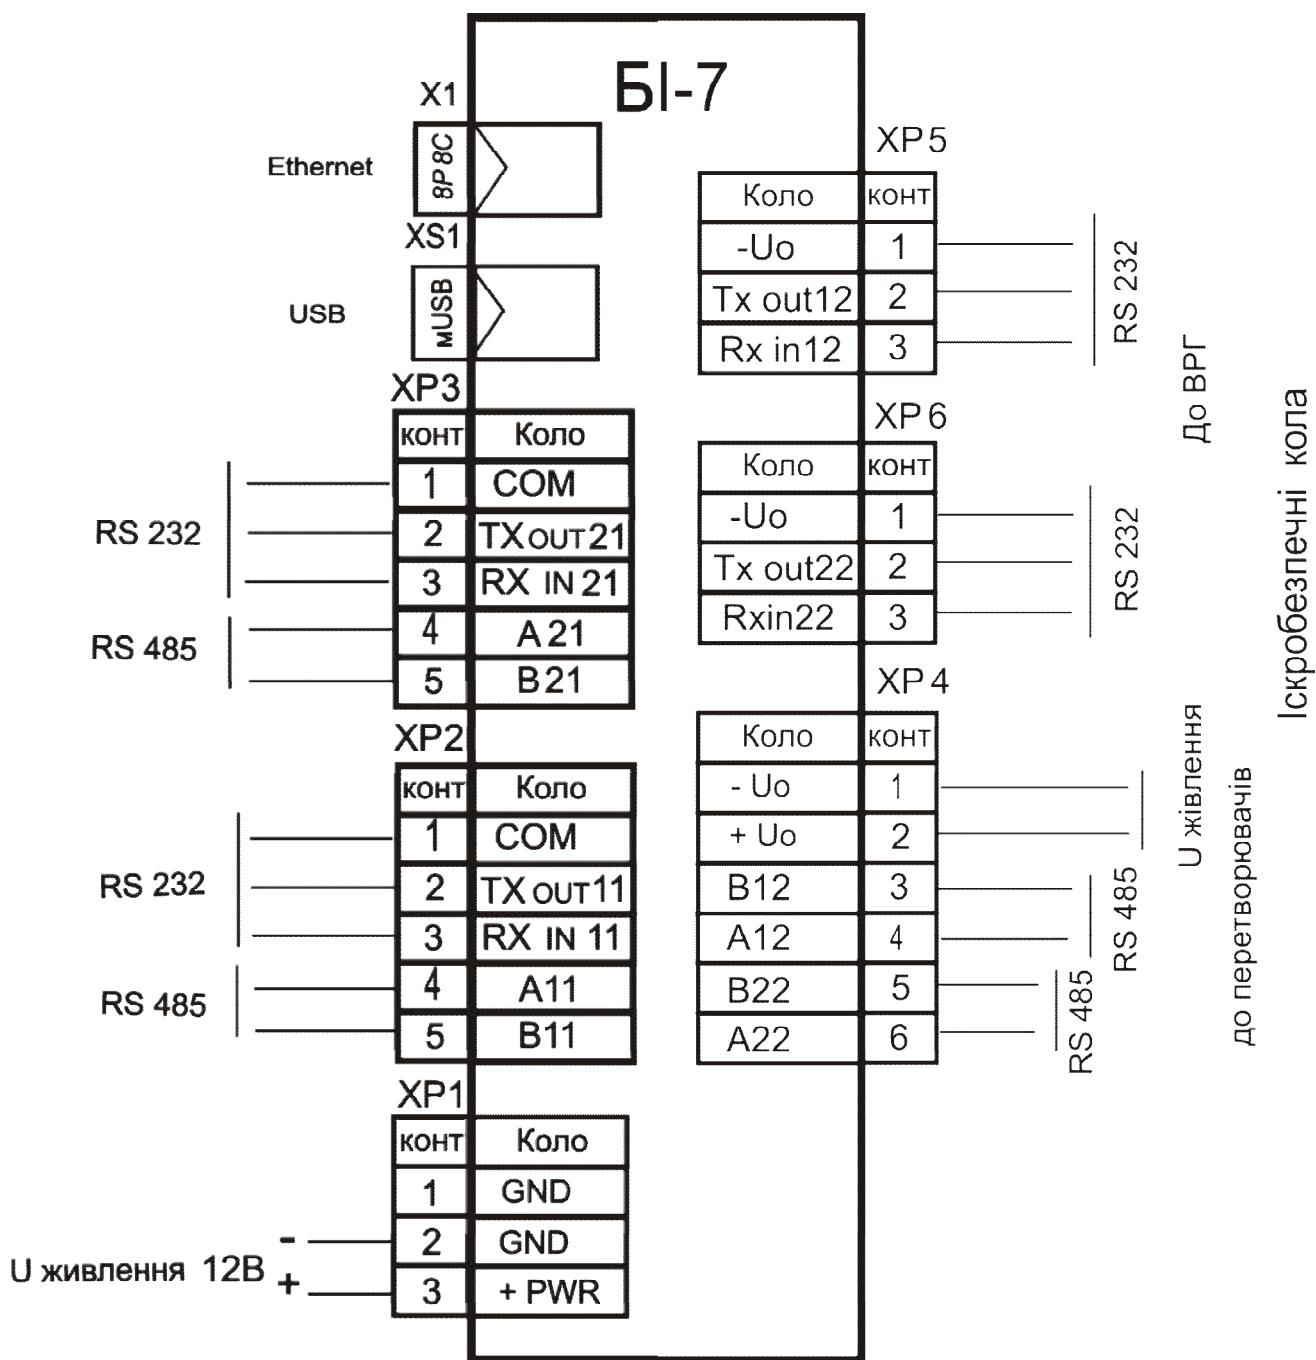 БІ-7
X1
Ethernet
8P8C
XS1
USB
мUSB
XP3
конт Коло
1 COM
2 TX OUT 21
3 RX IN 21
4 A 21
5 B 21
RS 232
RS 485
XP2
конт Коло
1 COM
2 TX OUT 11
3 RX IN 11
4 A11
5 B11
RS 232
RS 485
XP1
конт Коло
1 GND
2 GND
3 + PWR
-
U живлення 12В
+
XP5
Коло конт
-Uo 1
Tx out12 2
Rx in12 3
RS 232
XP6
Коло конт
-Uo 1
Tx out22 2
Rxin22 3
RS 232
До ВРГ
XP4
Коло конт
- Uo 1
+ Uo 2
B12 3
A12 4
B22 5
A22 6
U жівлення
RS 485
RS 485
до перетворювачів
Іскробезпечні кола